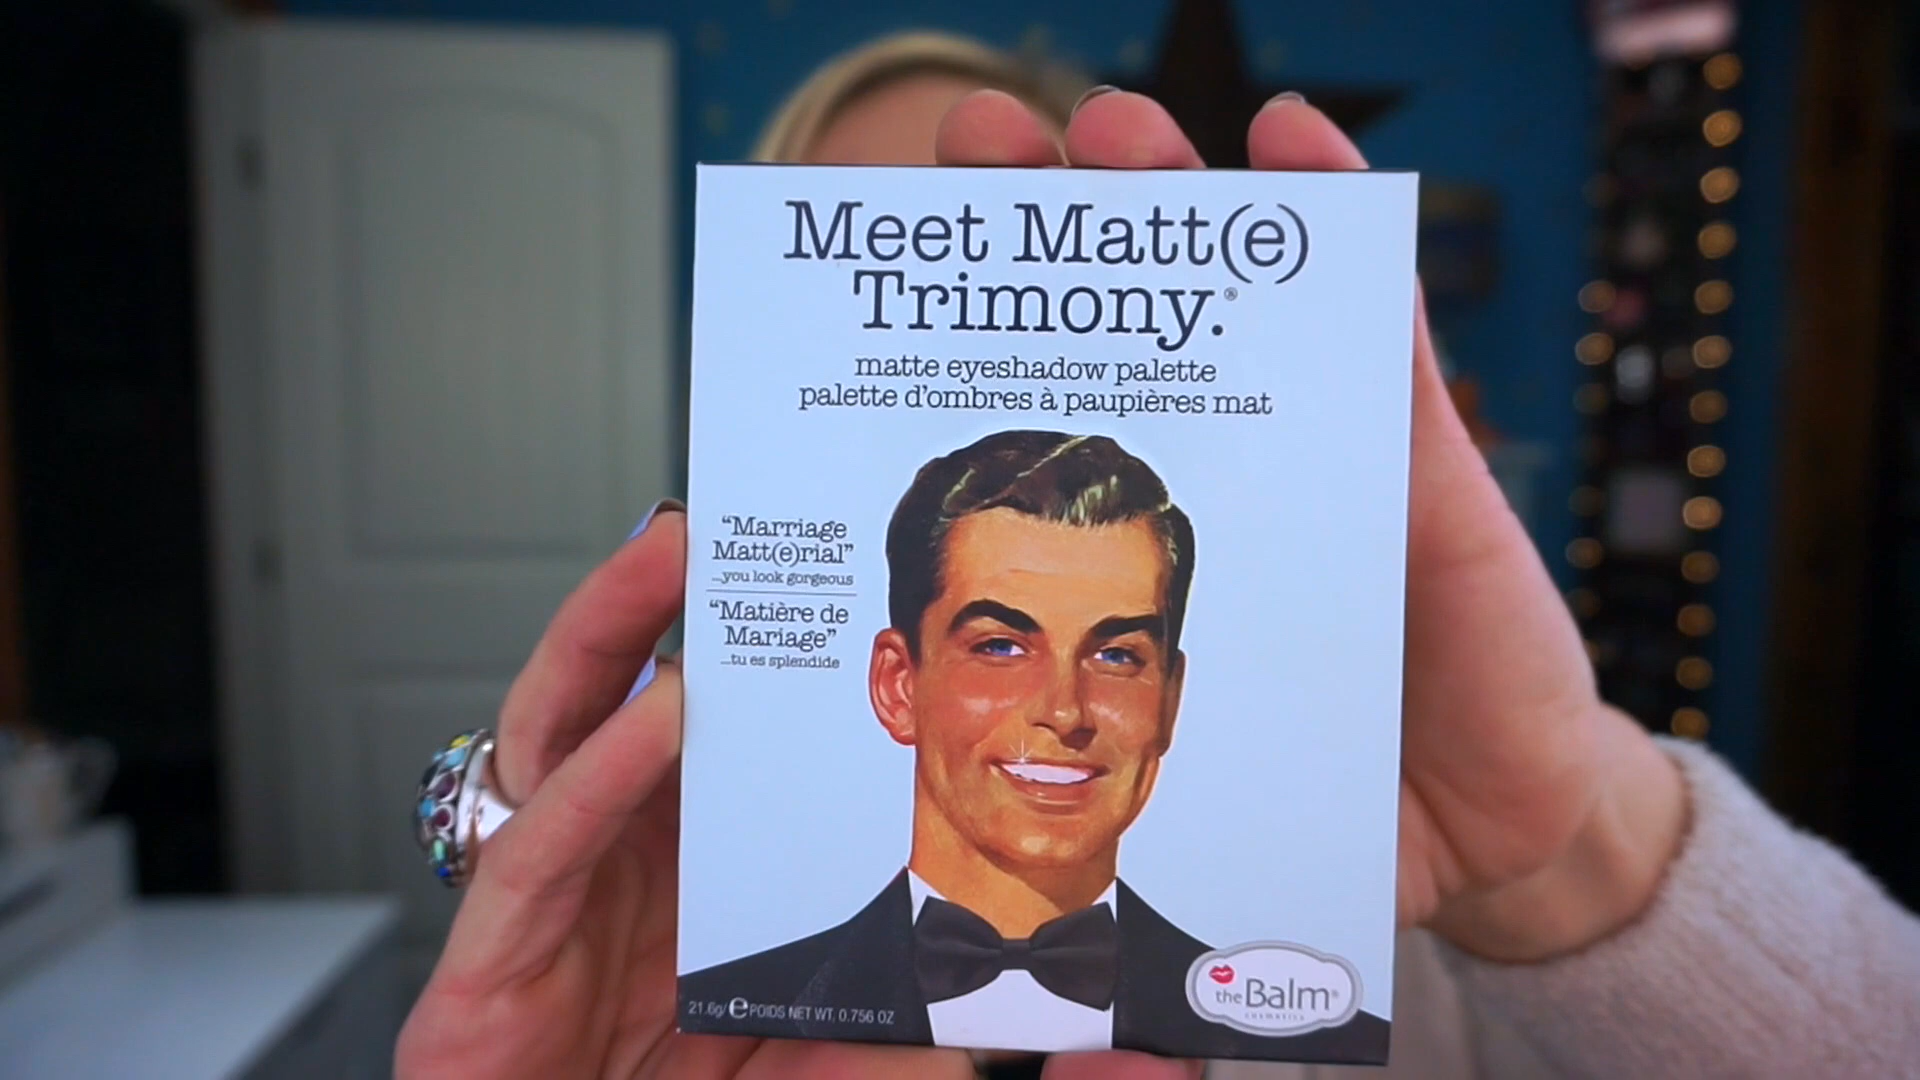 Meet Matt(e)
Trimony.®
matte eyeshadow palette
palette d'ombres à paupières mat
“Marriage
Matt(e)rial”
...you look gorgeous
“Matière de
Mariage”
...tu es splendide
21.6g/℮ POIDS NET WT. 0.756 OZ
theBalm®
cosmetics